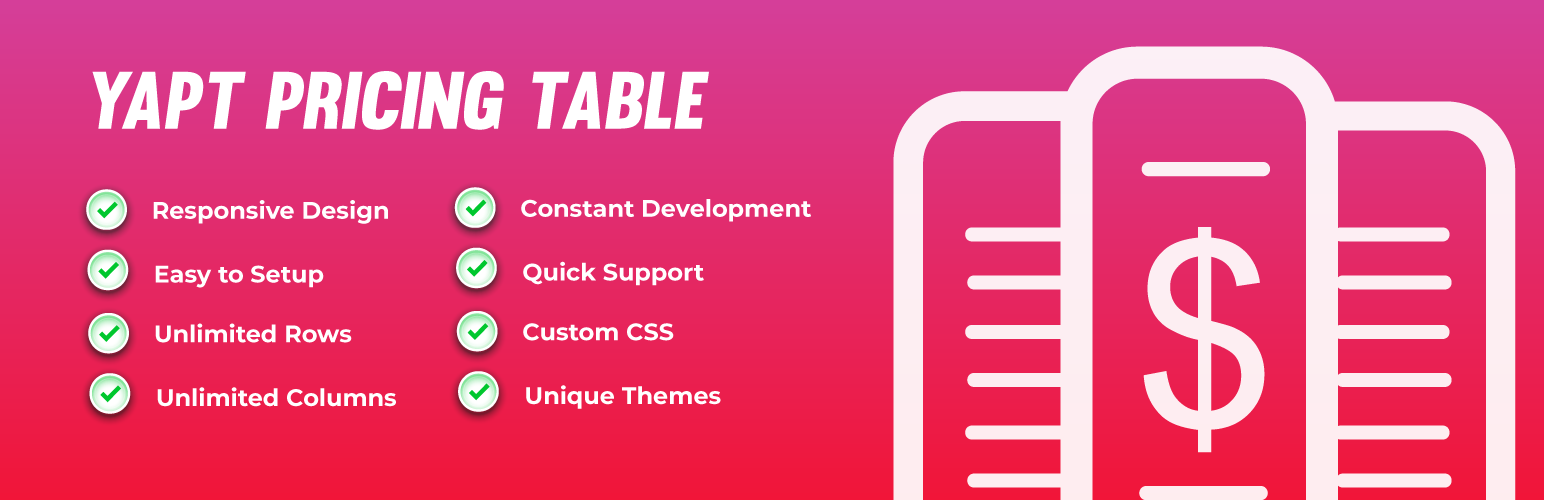 YAPT PRICING TABLE
Responsive Design
Easy to Setup
Unlimited Rows
Unlimited Columns
Constant Development
Quick Support
Custom CSS
Unique Themes
$